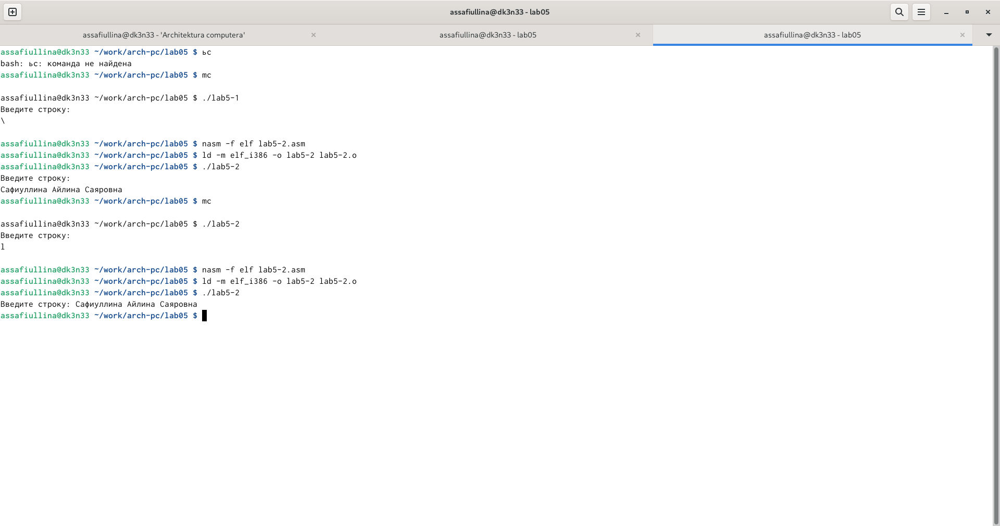 assafiullina@dk3n33 - lab05
assafiullina@dk3n33 - 'Architektura computera'
assafiullina@dk3n33 - lab05
assafiullina@dk3n33 - lab05
assafiullina@dk3n33 ~/work/arch-pc/lab05 $ ьс
bash: ьс: команда не найдена
assafiullina@dk3n33 ~/work/arch-pc/lab05 $ mc
assafiullina@dk3n33 ~/work/arch-pc/lab05 $ ./lab5-1
Введите строку:
\
assafiullina@dk3n33 ~/work/arch-pc/lab05 $ nasm -f elf lab5-2.asm
assafiullina@dk3n33 ~/work/arch-pc/lab05 $ ld -m elf_i386 -o lab5-2 lab5-2.o
assafiullina@dk3n33 ~/work/arch-pc/lab05 $ ./lab5-2
Введите строку:
Сафиуллина Айлина Саяровна
assafiullina@dk3n33 ~/work/arch-pc/lab05 $ mc
assafiullina@dk3n33 ~/work/arch-pc/lab05 $ ./lab5-2
Введите строку:
l
assafiullina@dk3n33 ~/work/arch-pc/lab05 $ nasm -f elf lab5-2.asm
assafiullina@dk3n33 ~/work/arch-pc/lab05 $ ld -m elf_i386 -o lab5-2 lab5-2.o
assafiullina@dk3n33 ~/work/arch-pc/lab05 $ ./lab5-2
Введите строку: Сафиуллина Айлина Саяровна
assafiullina@dk3n33 ~/work/arch-pc/lab05 $